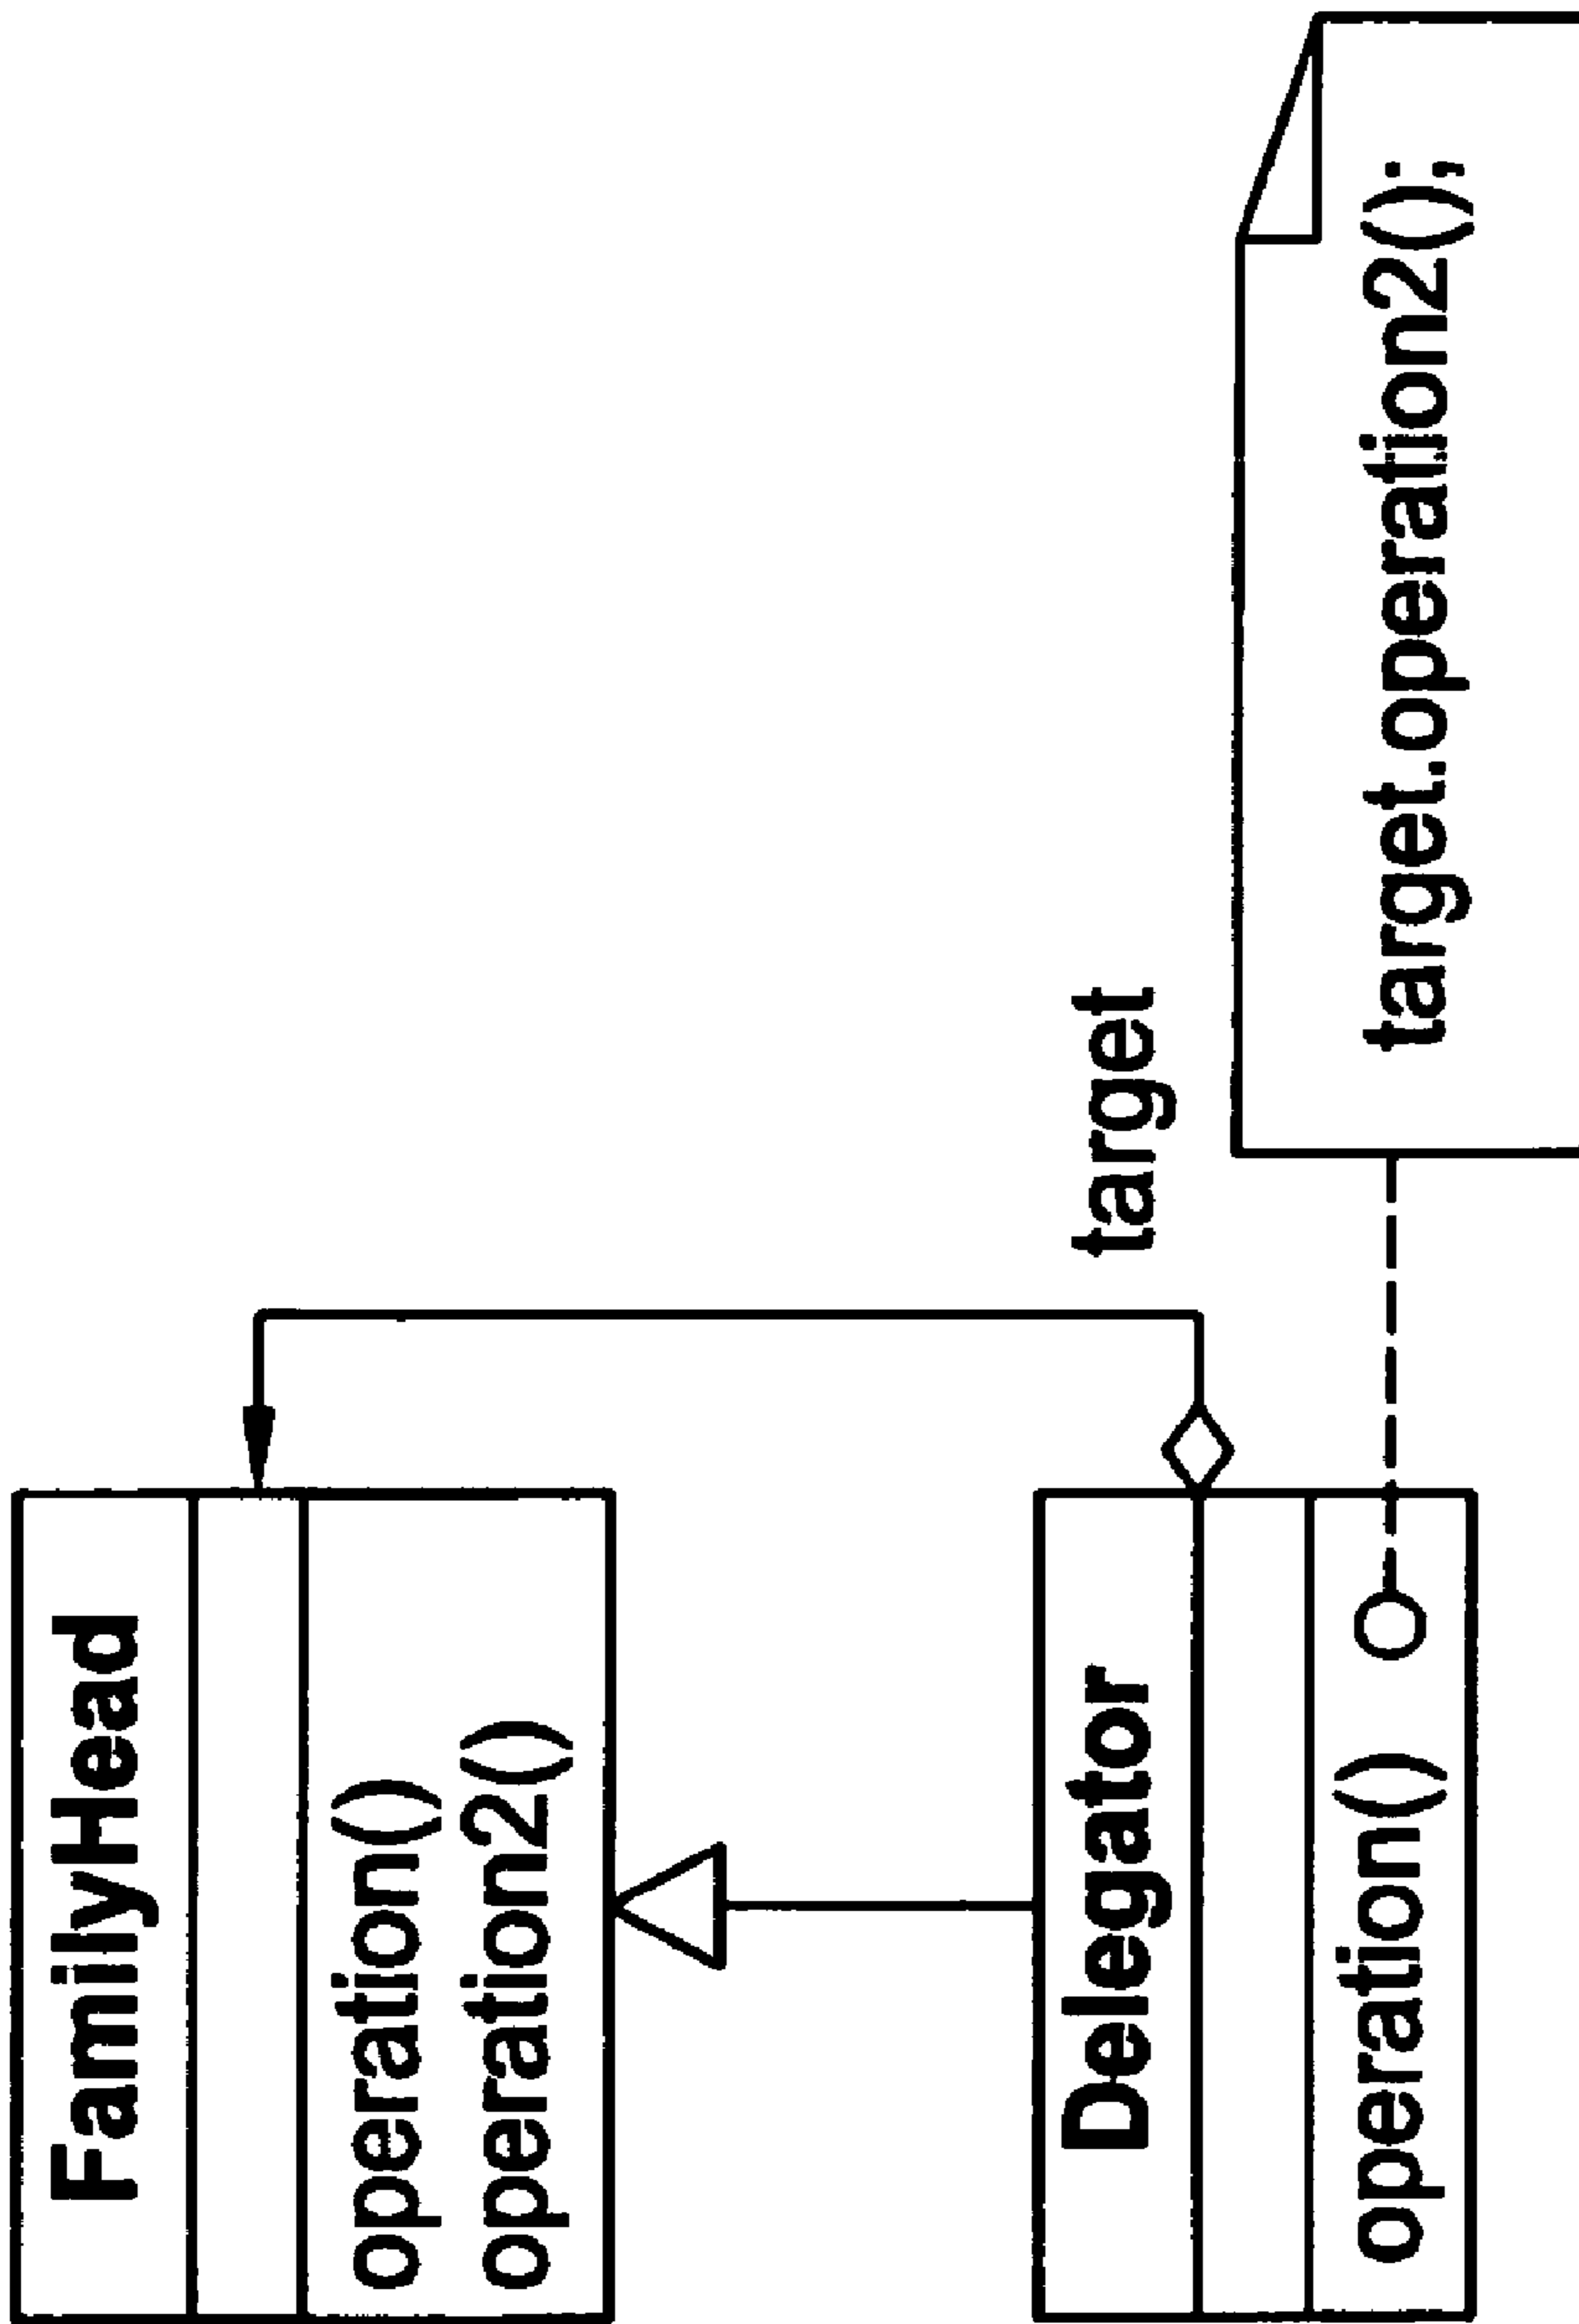 FamilyHead
operation()
operation2()
target
Delegator
operation()
target.operation2();